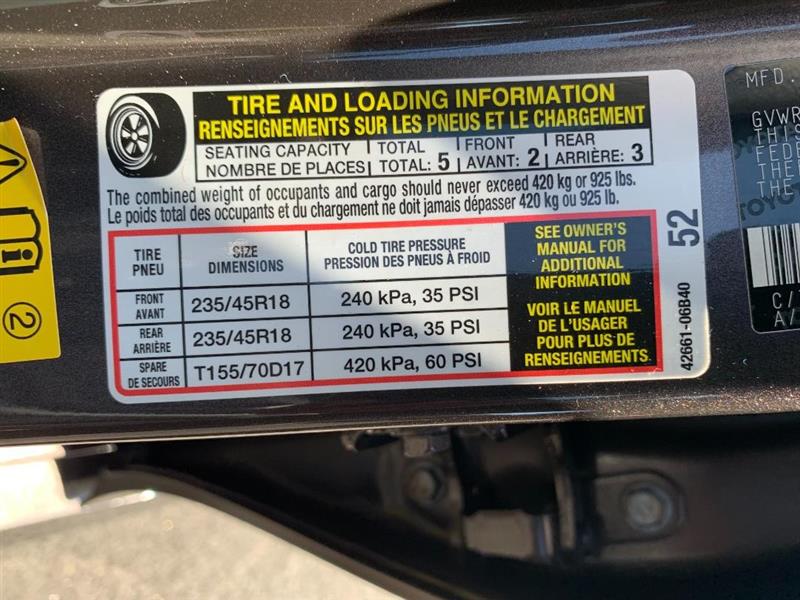 TIRE AND LOADING INFORMATION
RENSEIGNEMENTS SUR LES PNEUS ET LE CHARGEMENT
SEATING CAPACITY TOTAL FRONT REAR
NOMBRE DE PLACES TOTAL: 5 AVANT: 2 ARRIÈRE: 3
The combined weight of occupants and cargo should never exceed 420 kg or 925 lbs.
Le poids total des occupants et du chargement ne doit jamais dépasser 420 kg ou 925 lb.
TIRE
PNEU
SIZE
DIMENSIONS
COLD TIRE PRESSURE
PRESSION DES PNEUS À FROID
FRONT
AVANT
235/45R18
240 kPa, 35 PSI
REAR
ARRIÈRE
235/45R18
240 kPa, 35 PSI
SPARE
DE SECOURS
T155/70D17
420 kPa, 60 PSI
SEE OWNER'S
MANUAL FOR
ADDITIONAL
INFORMATION
VOIR LE MANUEL
DE L'USAGER
POUR PLUS DE
RENSEIGNEMENTS.
52
42661-06B40
2
MFD.
GVWR
THIS
THE
TOYO
C/
A/